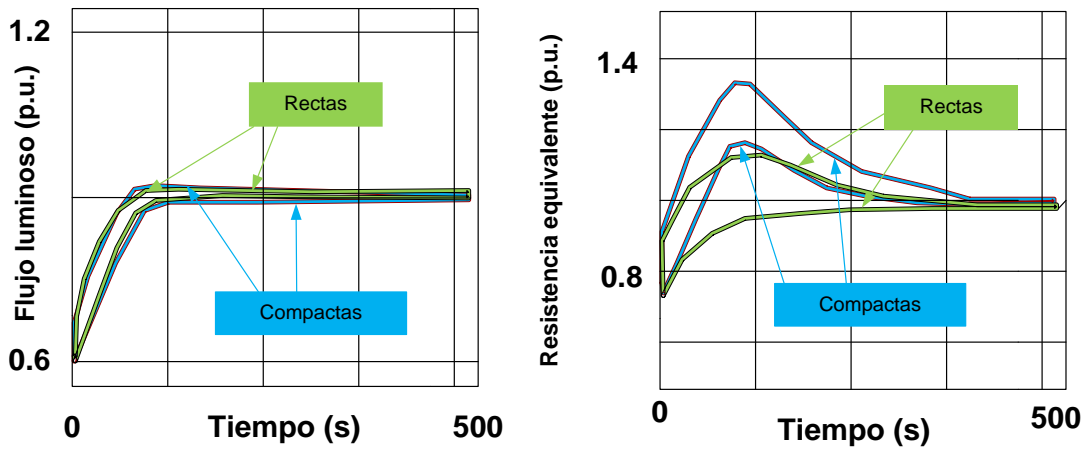 Flujo luminoso (p.u.)
1.2
0.6
Rectas
Compactas
0
Tiempo (s)
500
Resistencia equivalente (p.u.)
1.4
0.8
Rectas
Compactas
0
Tiempo (s)
500